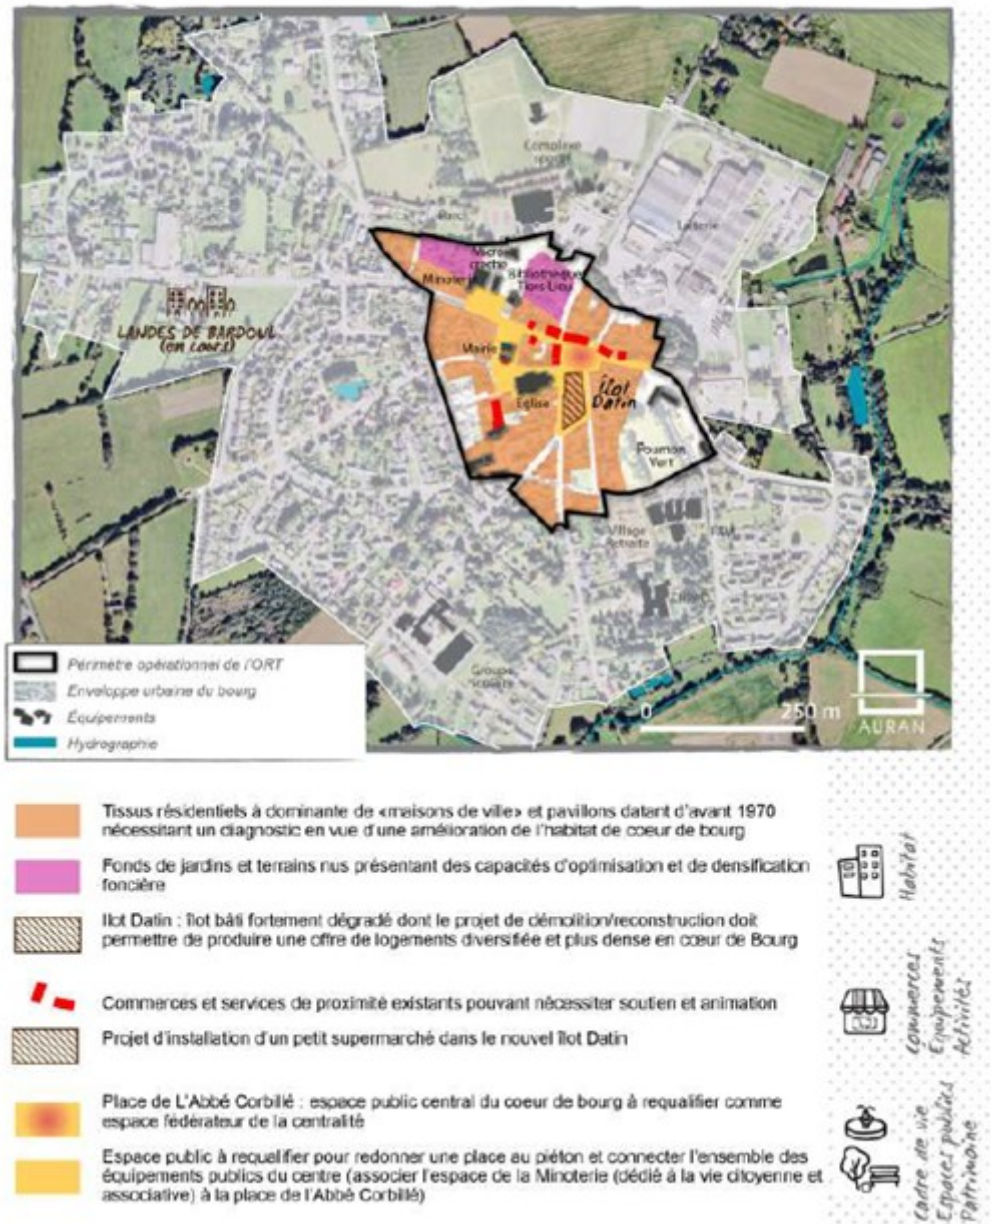 Complexe
sportif
Parc
Laiterie
Micro
crèche
Minoterie
Bibliothèque
Tiers Lieu
LANDES DE BARDOUL
(en cours)
Mairie
Eglise
Îlot
Datin
Poumon
Vert
Village
Retraite
Groupe
scolaire
Périmètre opérationnel de l'ORT
Enveloppe urbaine du bourg
Équipements
Hydrographie
0 250 m
AURAN
Tissus résidentiels à dominante de «maisons de ville» et pavillons datant d'avant 1970
nécessitant un diagnostic en vue d'une amélioration de l'habitat de coeur de bourg
Fonds de jardins et terrains nus présentant des capacités d'optimisation et de densification
foncière
Ilot Datin : îlot bâti fortement dégradé dont le projet de démolition/reconstruction doit
permettre de produire une offre de logements diversifiée et plus dense en cœur de Bourg
Habitat
Commerces et services de proximité existants pouvant nécessiter soutien et animation
Projet d'installation d'un petit supermarché dans le nouvel îlot Datin
Commerces
Équipements
Activités
Place de L'Abbé Corbillé : espace public central du coeur de bourg à requalifier comme
espace fédérateur de la centralité
Espace public à requalifier pour redonner une place au piéton et connecter l'ensemble des
équipements publics du centre (associer l'espace de la Minoterie (dédié à la vie citoyenne et
associative) à la place de l'Abbé Corbillé)
Cadre de vie
Espaces publics
Patrimoine